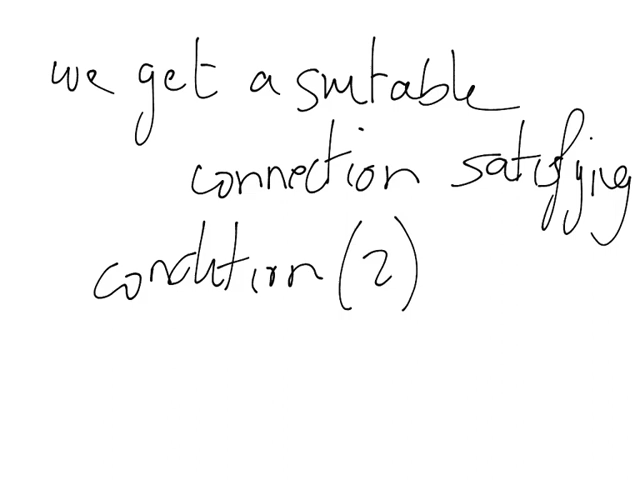 we get a suitable
connection satisfying
condition (2)